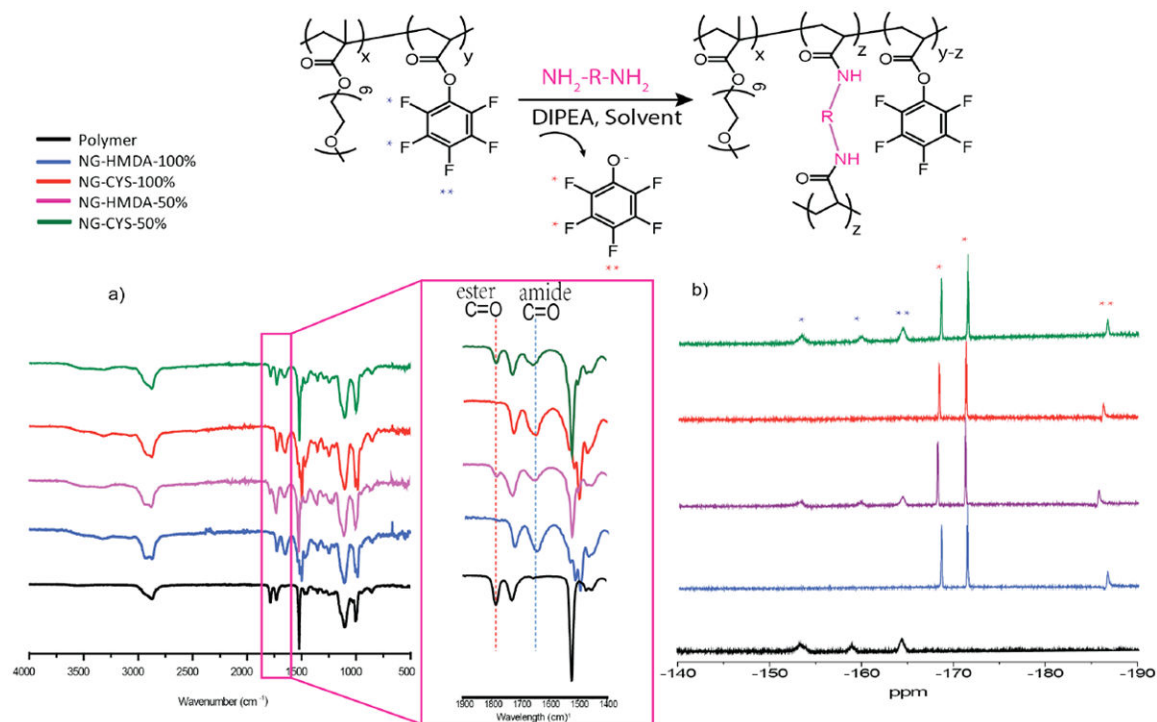 x
y
O
O
9
O
F
F
F
F
F
*
*
**
NH2-R-NH2
DIPEA, Solvent
O-
F
F
F
F
F
*
*
**
x
z
y-z
O
O
9
O
O
NH
R
NH
O
z
O
O
F
F
F
F
F
Polymer
NG-HMDA-100%
NG-CYS-100%
NG-HMDA-50%
NG-CYS-50%
a)
4000 3500 3000 2500 2000 1500 1000 500
Wavenumber (cm-1)
ester amide
C=O C=O
1900 1800 1700 1600 1500 1400
Wavelength (cm)1
b)
* * ** * * **
-140 -150 -160 -170 -180 -190
ppm